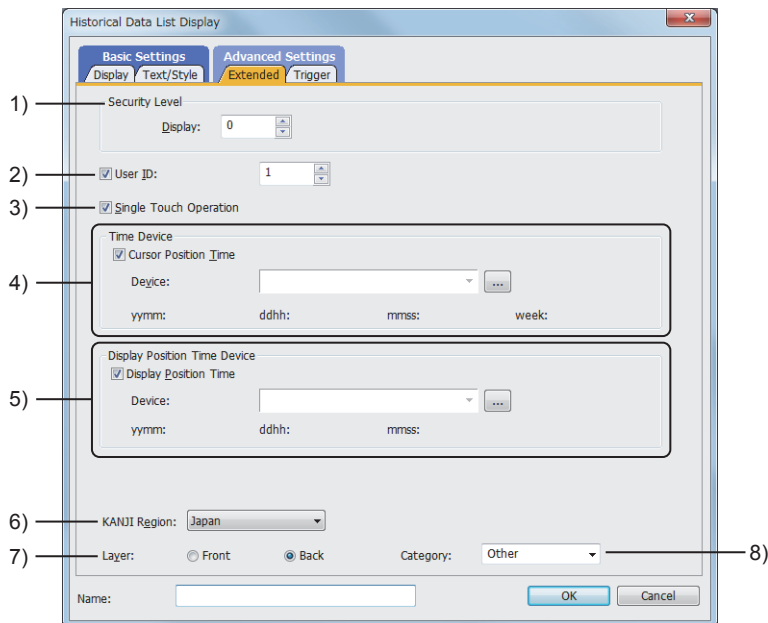 Historical Data List Display
Basic Settings Advanced Settings
Display Text/Style Extended Trigger
1) Security Level
Display: 0
2) User ID: 1
3) Single Touch Operation
Time Device
Cursor Position Time
4) Device: ...
yymm: ddhh: mmss: week:
Display Position Time Device
Display Position Time
5) Device: ...
yymm: ddhh: mmss:
6) KANJI Region: Japan
7) Layer: Front Back Category: Other 8)
Name: OK Cancel